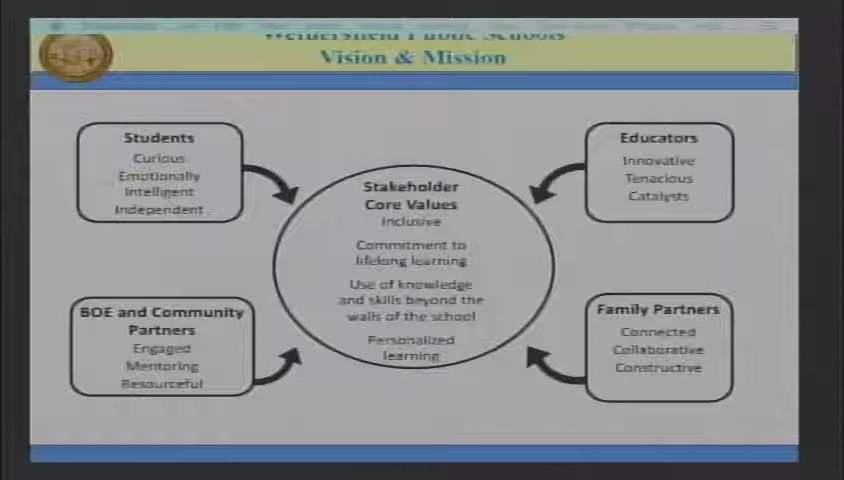 Wethersfield Public Schools
Vision & Mission
Students
Curious
Emotionally
Intelligent
Independent
Educators
Innovative
Tenacious
Catalysts
Stakeholder
Core Values
Inclusive
Commitment to
lifelong learning
Use of knowledge
and skills beyond the
walls of the school
Personalized
learning
BOE and Community
Partners
Engaged
Mentoring
Resourceful
Family Partners
Connected
Collaborative
Constructive